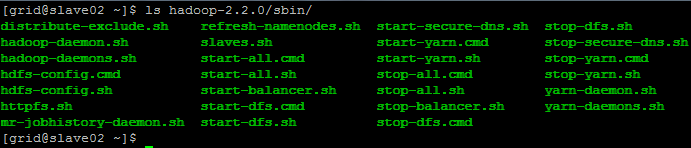 [grid@slave02 ~]$ ls hadoop-2.2.0/sbin/
distribute-exclude.sh refresh-namenodes.sh start-secure-dns.sh stop-dfs.sh
hadoop-daemon.sh slaves.sh start-yarn.cmd stop-secure-dns.sh
hadoop-daemons.sh start-all.cmd start-yarn.sh stop-yarn.cmd
hdfs-config.cmd start-all.sh stop-all.cmd stop-yarn.sh
hdfs-config.sh start-balancer.sh stop-all.sh yarn-daemon.sh
httpfs.sh start-dfs.cmd stop-balancer.sh yarn-daemons.sh
mr-jobhistory-daemon.sh start-dfs.sh stop-dfs.cmd
[grid@slave02 ~]$